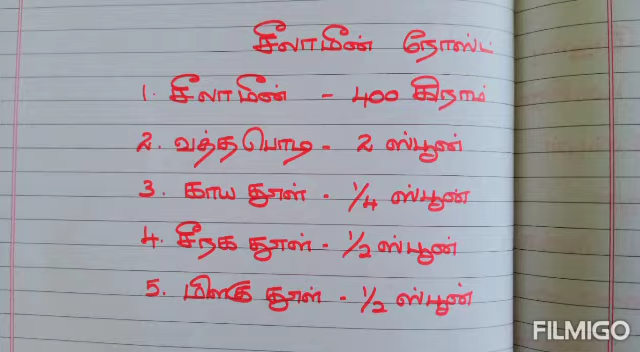 சீலாமீன் ரோஸ்ட்
1. சீலாமீன் - 400 கிராம்
2. வத்தபொடி - 2 ஸ்பூன்
3. காய தூள் - 1/4 ஸ்பூன்
4. சீரக தூள் - 1/2 ஸ்பூன்
5. மிளகு தூள் - 1/2 ஸ்பூன்
FILMIGO